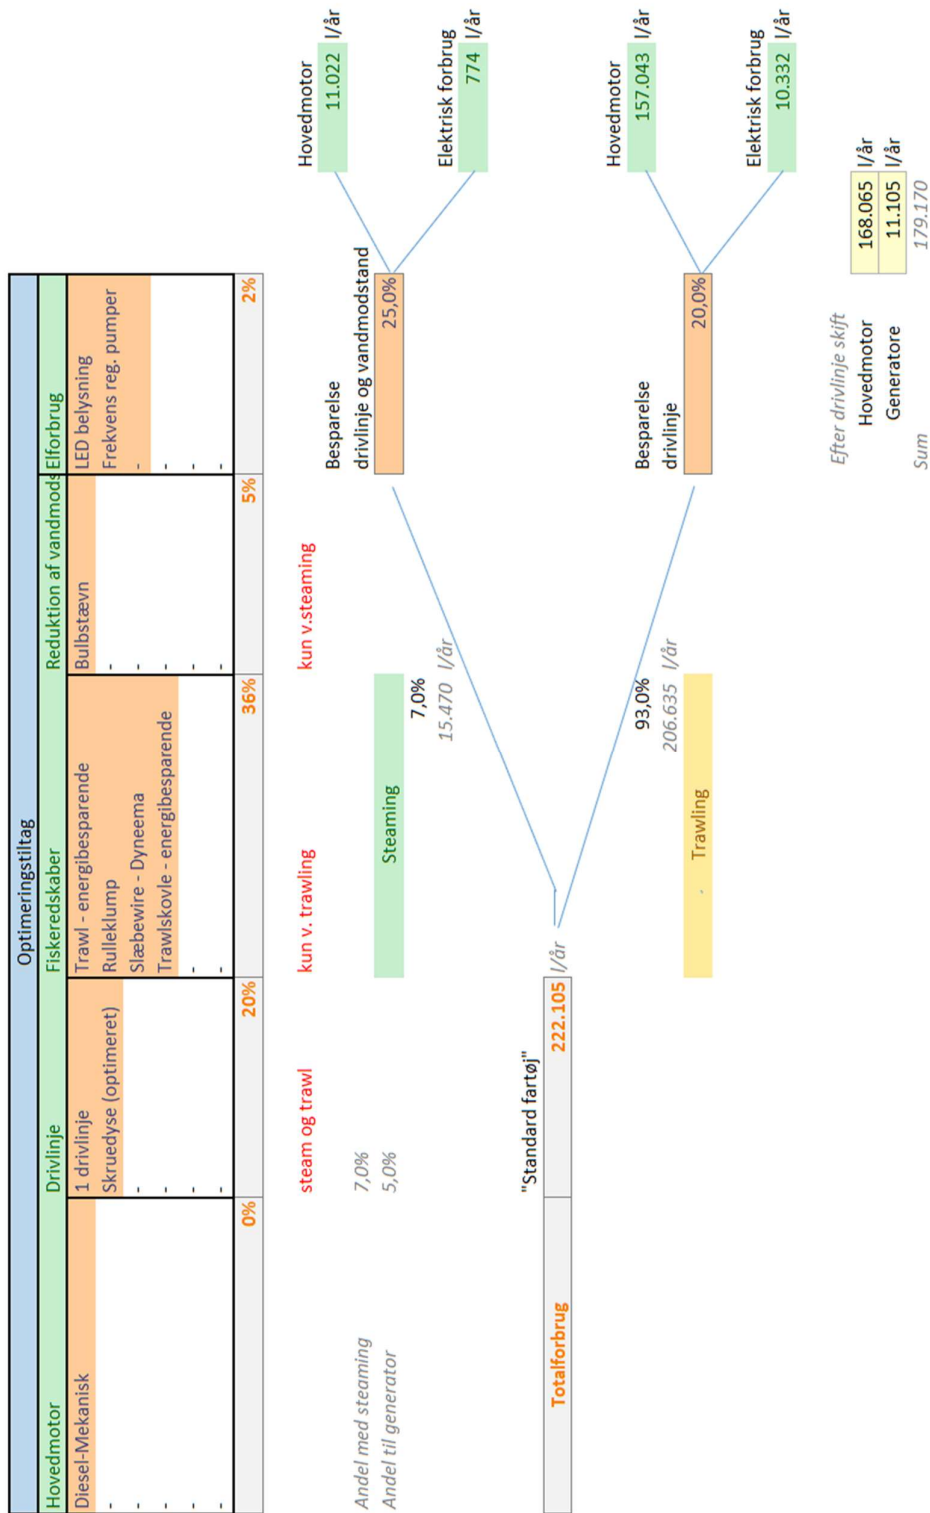 Optimeringstiltag
Hovedmotor Drivlinje Fiskeredskaber Reduktion af vandmods Elforbrug
Diesel-Mekanisk 1 drivlinje Trawl - energibesparende Bulbstævn LED belysning
- Skruedyse (optimeret) Rulleklump - Frekvens reg. pumper
- - Slæbewire - Dyneema - -
- - Trawlskovle - energibesparende - -
- - - - -
- - - - -
0% 20% 36% 5% 2%
steam og trawl kun v. trawling kun v.steaming
Andel med steaming 7,0%
Andel til generator 5,0%
Steaming
7,0%
15.470 l/år
Besparelse
drivlinje og vandmodstand
25,0%
Hovedmotor
11.022 l/år
Elektrisk forbrug
774 l/år
"Standard fartøj"
Totalforbrug 222.105 l/år
93,0%
206.635 l/år
Trawling
Besparelse
drivlinje
20,0%
Hovedmotor
157.043 l/år
Elektrisk forbrug
10.332 l/år
Efter drivlinje skift
Hovedmotor 168.065 l/år
Generatore 11.105 l/år
Sum 179.170